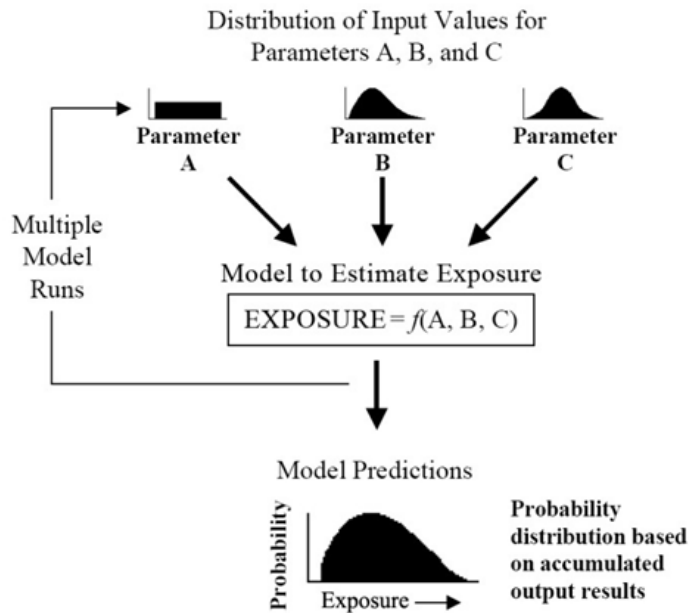 Distribution of Input Values for
Parameters A, B, and C
Parameter
A
Parameter
B
Parameter
C
Multiple
Model
Runs
Model to Estimate Exposure
EXPOSURE = f(A, B, C)
Model Predictions
Probability
Exposure
Probability
distribution based
on accumulated
output results